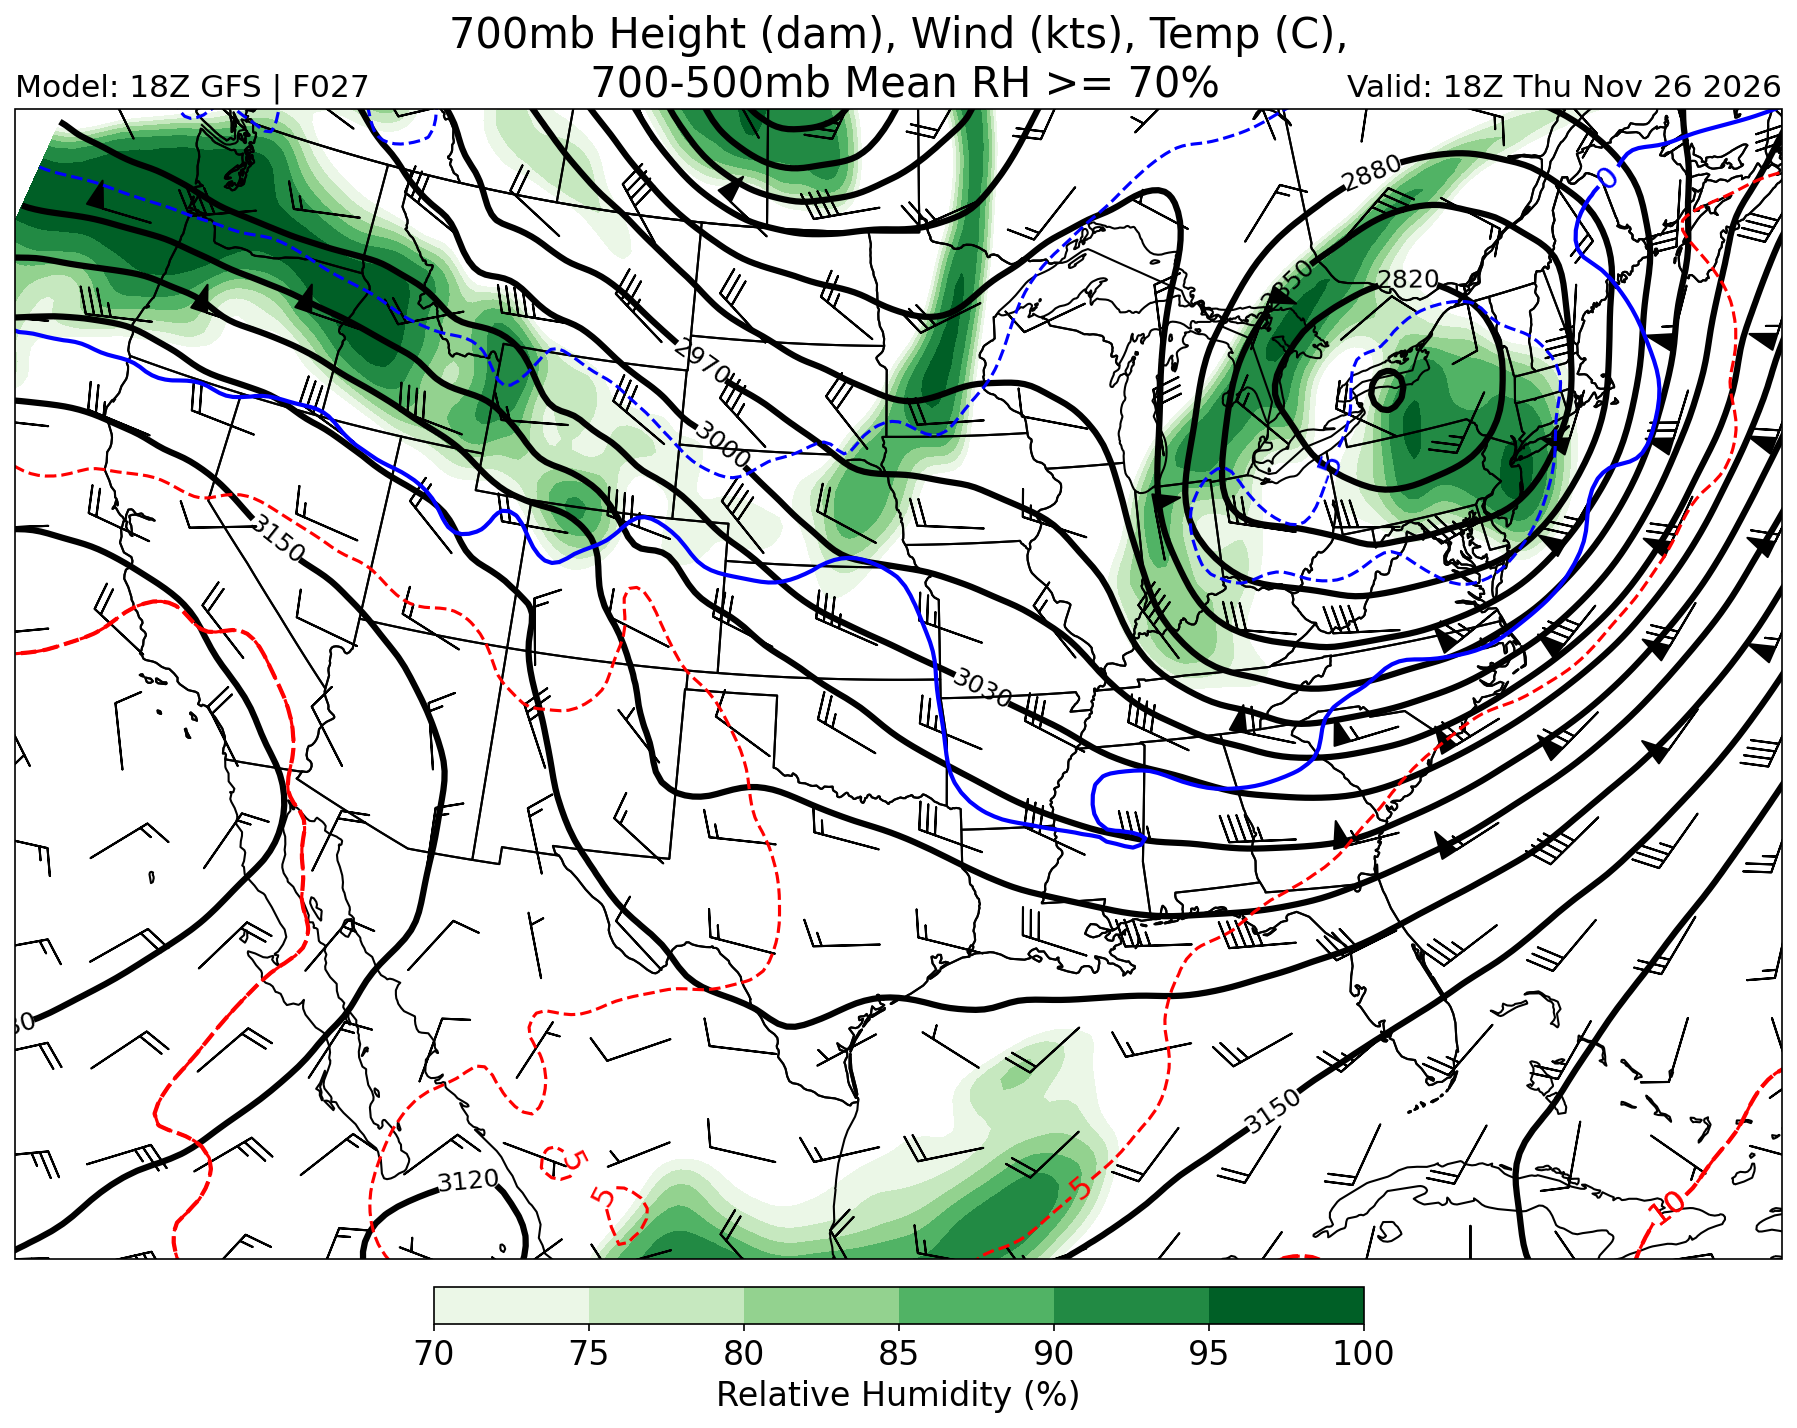 700mb Height (dam), Wind (kts), Temp (C),
700-500mb Mean RH >= 70%
Model: 18Z GFS | F027
Valid: 18Z Thu Nov 26 2026
2880
0
2850
2820
2970
3000
5
3150
3030
3150
3120
5
5
5
10
70 75 80 85 90 95 100
Relative Humidity (%)